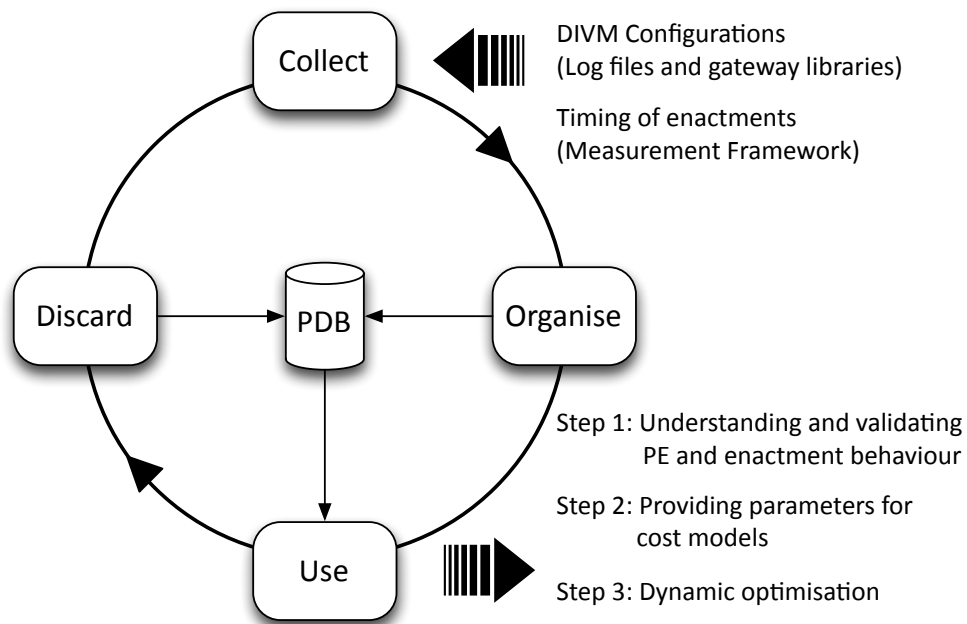 Collect
DIVM Configurations
(Log files and gateway libraries)
Timing of enactments
(Measurement Framework)
Discard
PDB
Organise
Step 1: Understanding and validating
PE and enactment behaviour
Step 2: Providing parameters for
cost models
Use
Step 3: Dynamic optimisation